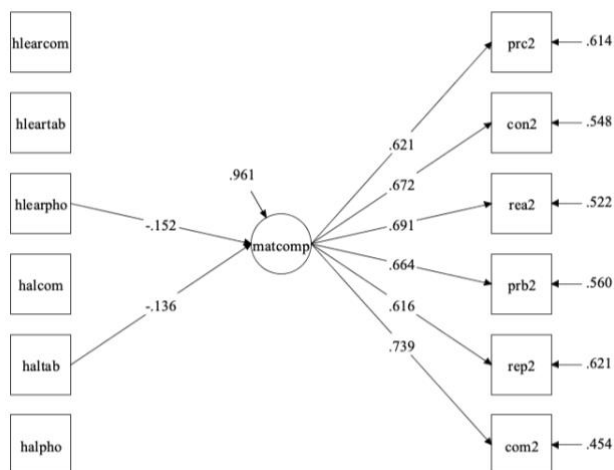 hlearcom
prc2
.614
hleartab
con2
.548
.621
.961
.672
hlearpho
-.152
.691
rea2
.522
matcomp
.664
halcom
prb2
.560
-.136
.616
.739
haltab
rep2
.621
halpho
com2
.454